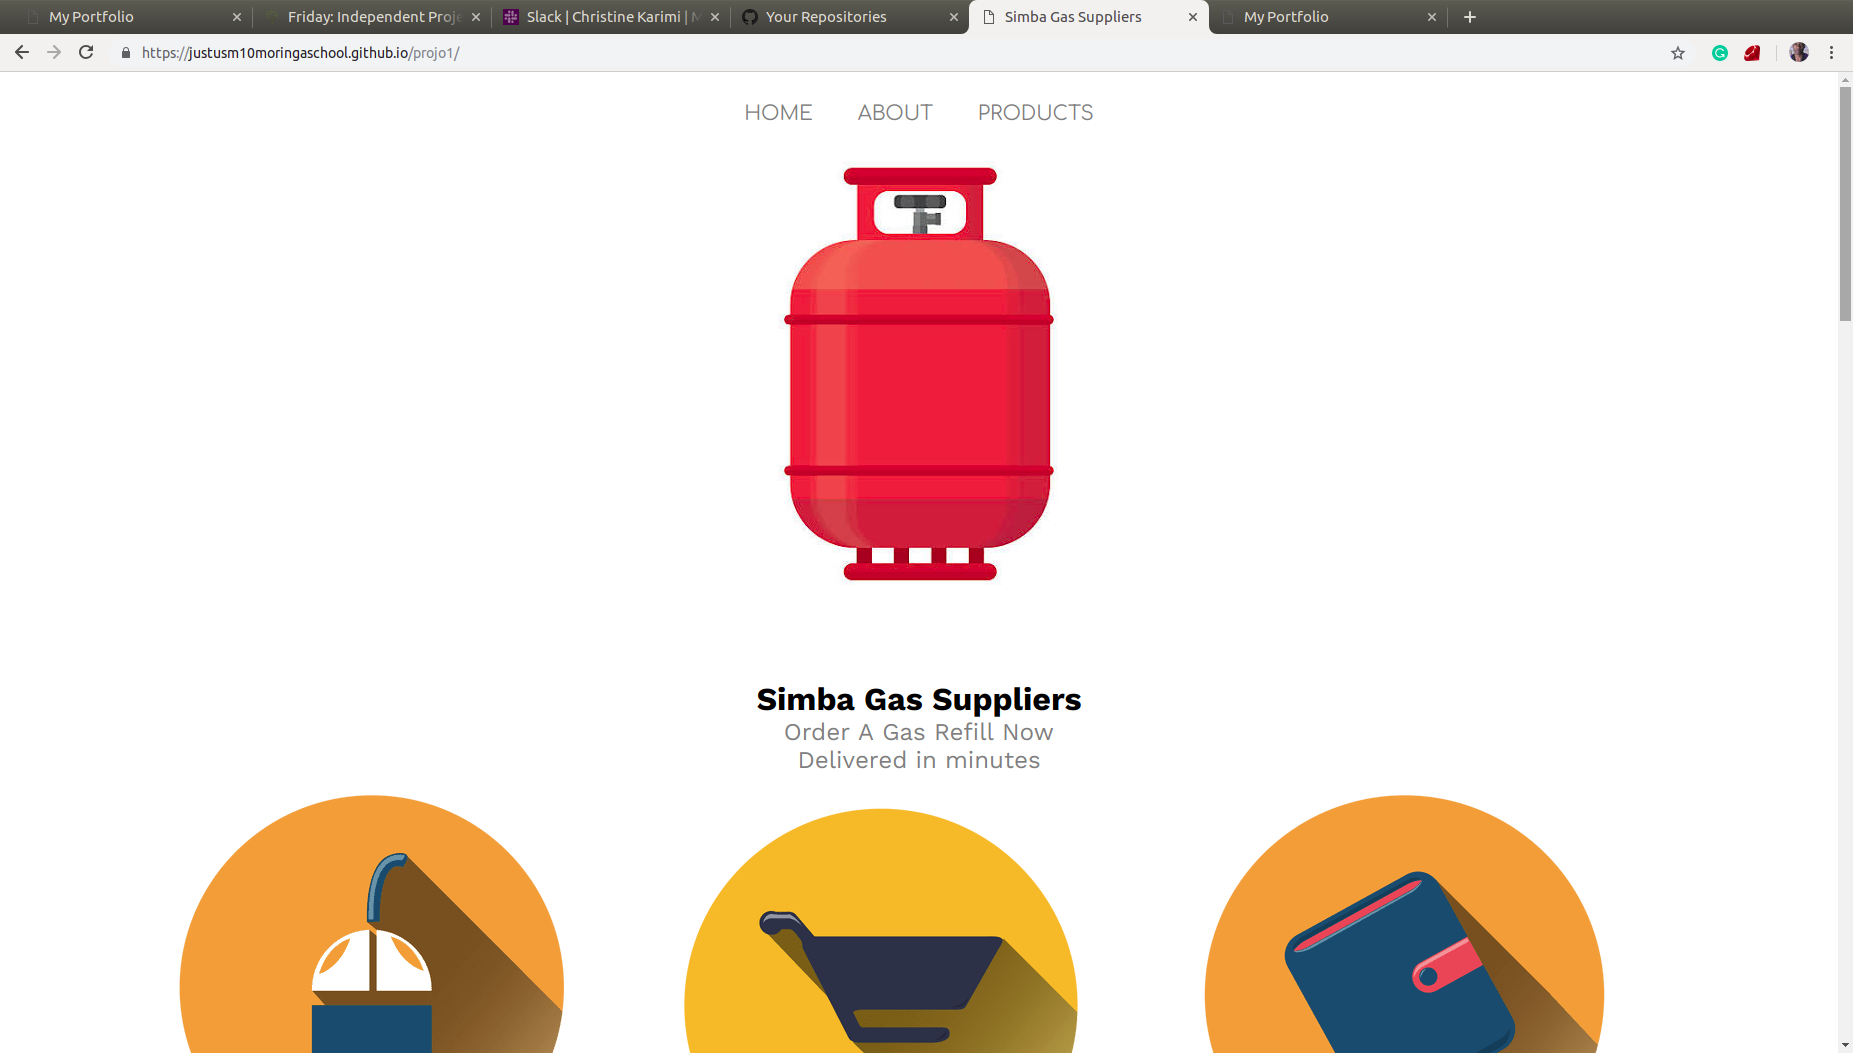 My Portfolio
Friday: Independent Proje
Slack | Christine Karimi | M
Your Repositories
Simba Gas Suppliers
My Portfolio
https://justusm10moringaschool.github.io/projo1/
HOME ABOUT PRODUCTS
Simba Gas Suppliers
Order A Gas Refill Now
Delivered in minutes